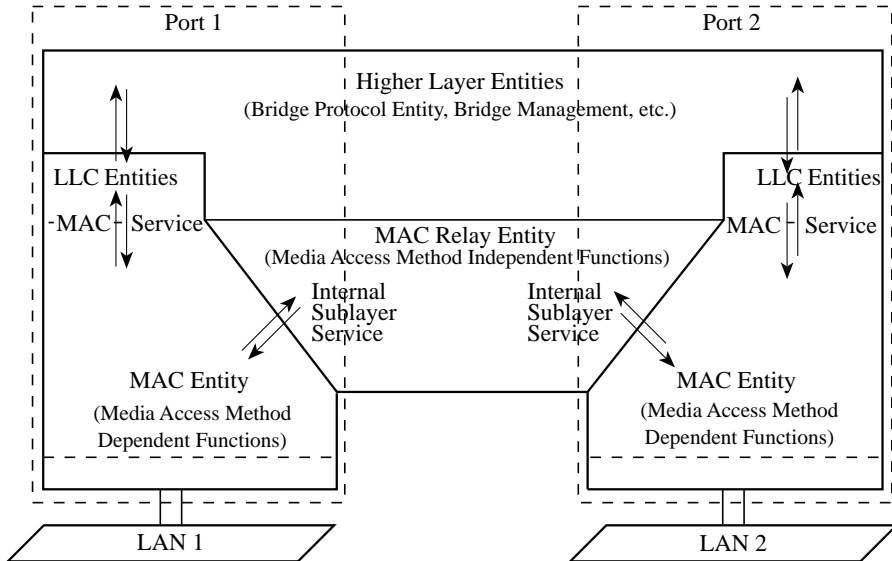 Port 1
Port 2
Higher Layer Entities
(Bridge Protocol Entity, Bridge Management, etc.)
LLC Entities
LLC Entities
MAC Service
MAC Service
MAC Relay Entity
(Media Access Method Independent Functions)
Internal
Sublayer
Service
Internal
Sublayer
Service
MAC Entity
(Media Access Method
Dependent Functions)
MAC Entity
(Media Access Method
Dependent Functions)
LAN 1
LAN 2